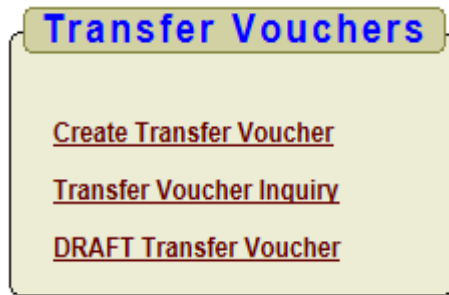 Transfer Vouchers
Create Transfer Voucher
Transfer Voucher Inquiry
DRAFT Transfer Voucher